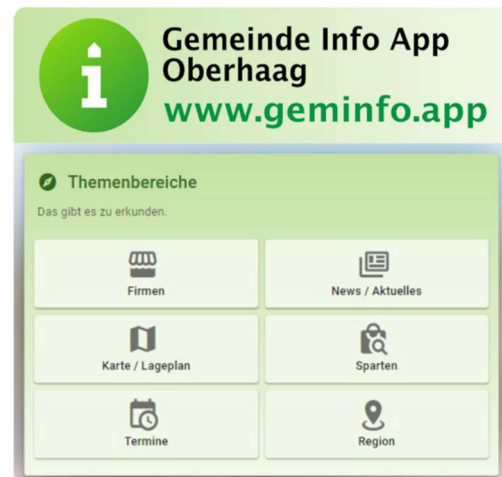 Gemeinde Info App
Oberhaag
www.geminfo.app
Themenbereiche
Das gibt es zu erkunden.
Firmen
News / Aktuelles
Karte / Lageplan
Sparten
Termine
Region